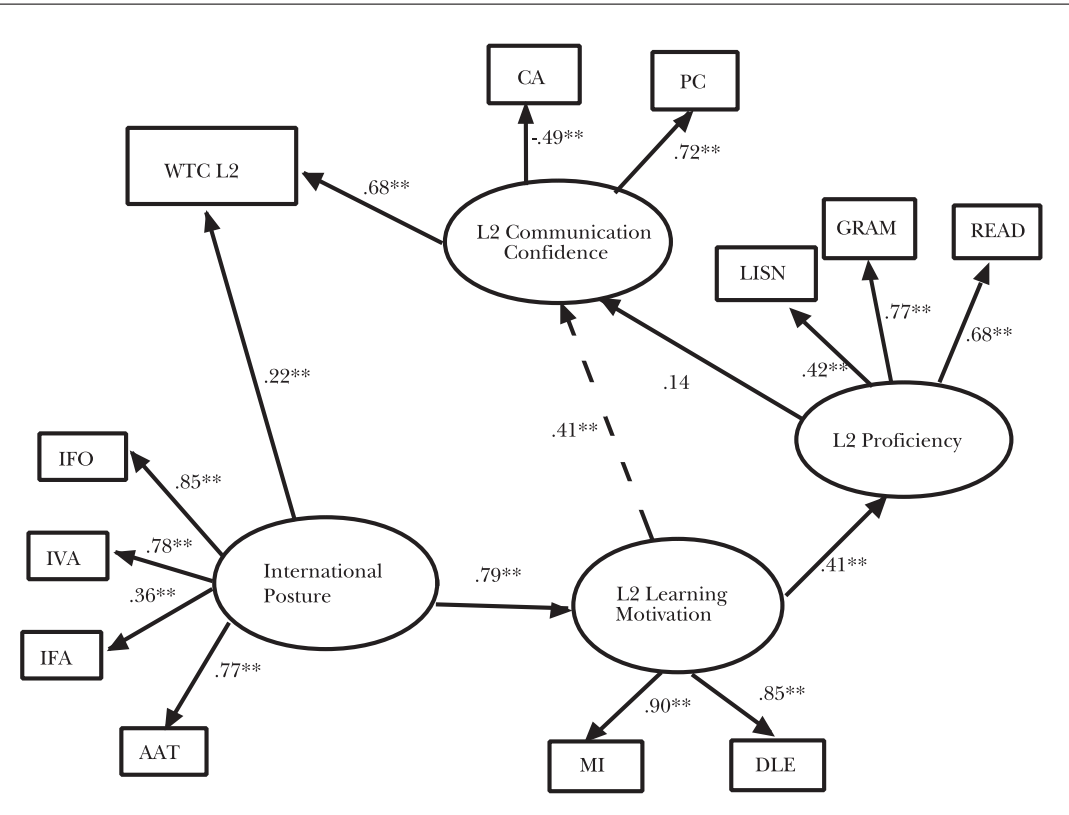 CA
PC
-.49**
.72**
WTC L2
.68**
L2 Communication
Confidence
GRAM
READ
LISN
.77**
.68**
.42**
.22**
.14
.41**
L2 Proficiency
IFO
.85**
IVA
.78**
.36**
International
Posture
.79**
L2 Learning
Motivation
.41**
IFA
.77**
AAT
.90**
.85**
MI
DLE